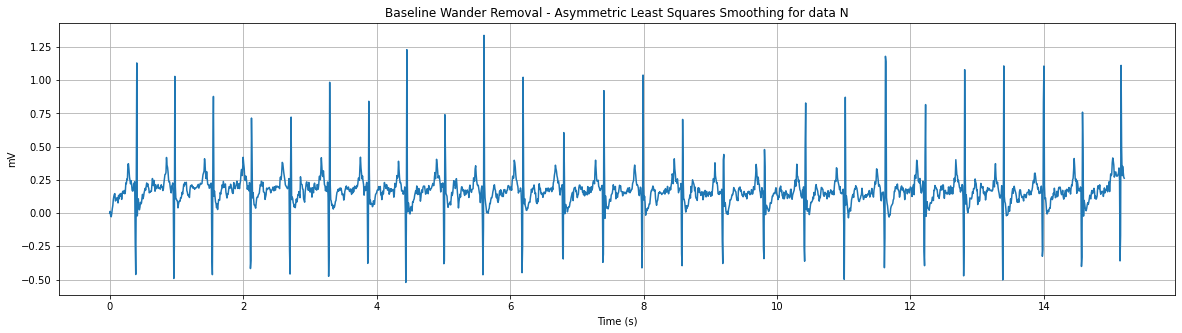 Baseline Wander Removal - Asymmetric Least Squares Smoothing for data N
1.25
1.00
0.75
0.50
0.25
0.00
−0.25
−0.50
mV
0 2 4 6 8 10 12 14
Time (s)